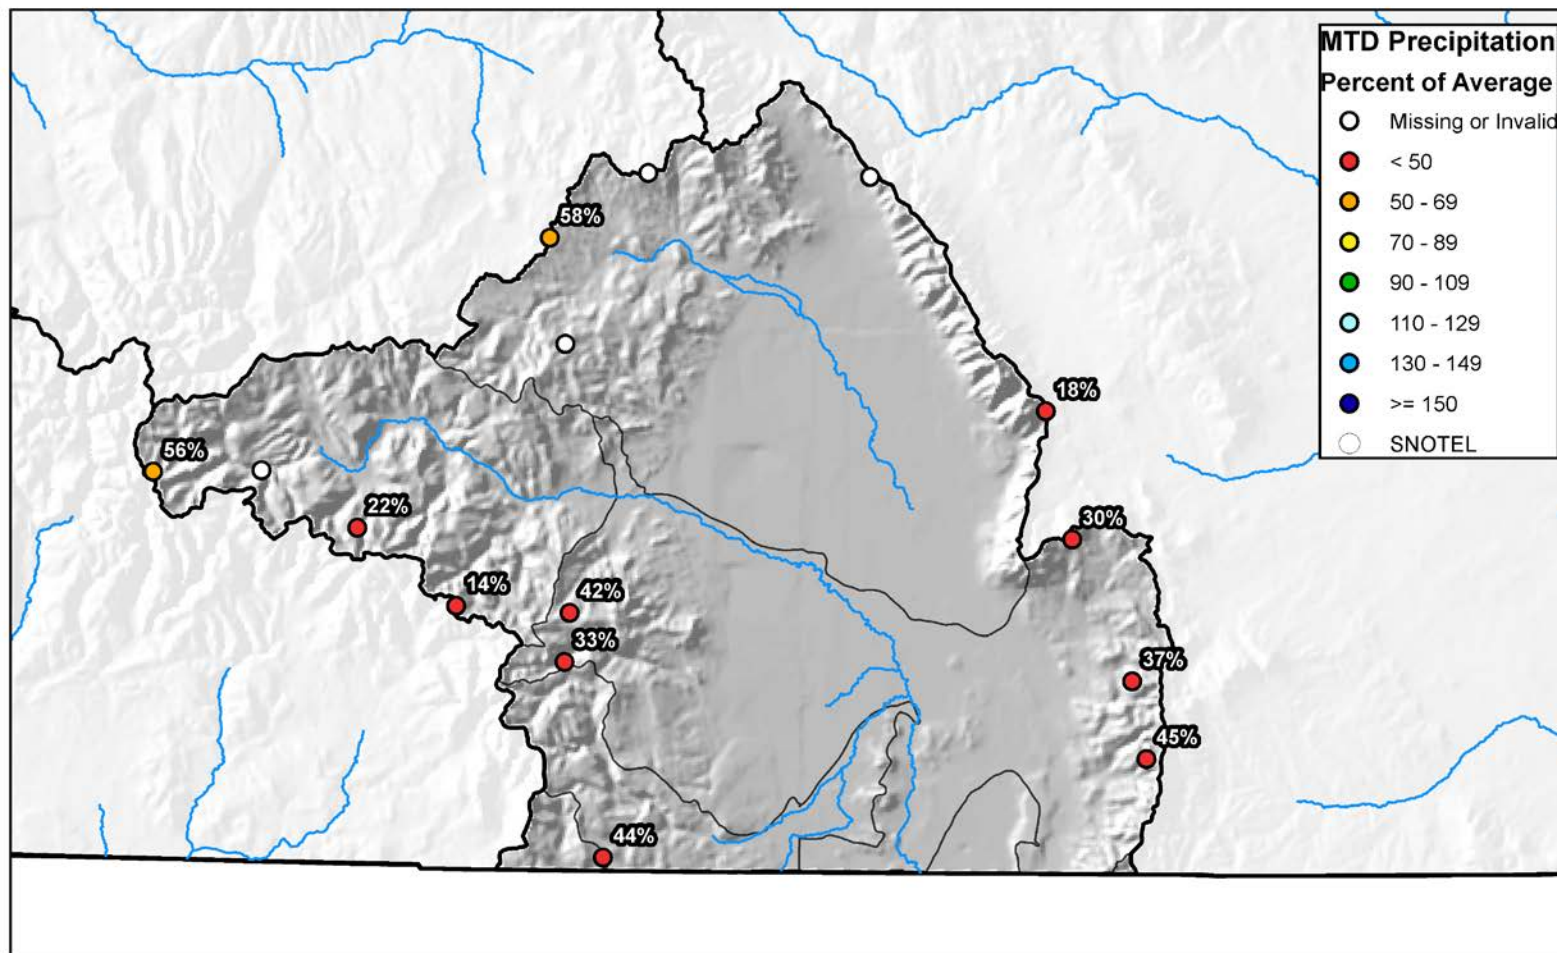 MTD Precipitation
Percent of Average
Missing or Invalid
< 50
50 - 69
70 - 89
90 - 109
110 - 129
130 - 149
>= 150
SNOTEL
58%
18%
56%
22%
30%
14%
42%
33%
37%
45%
44%